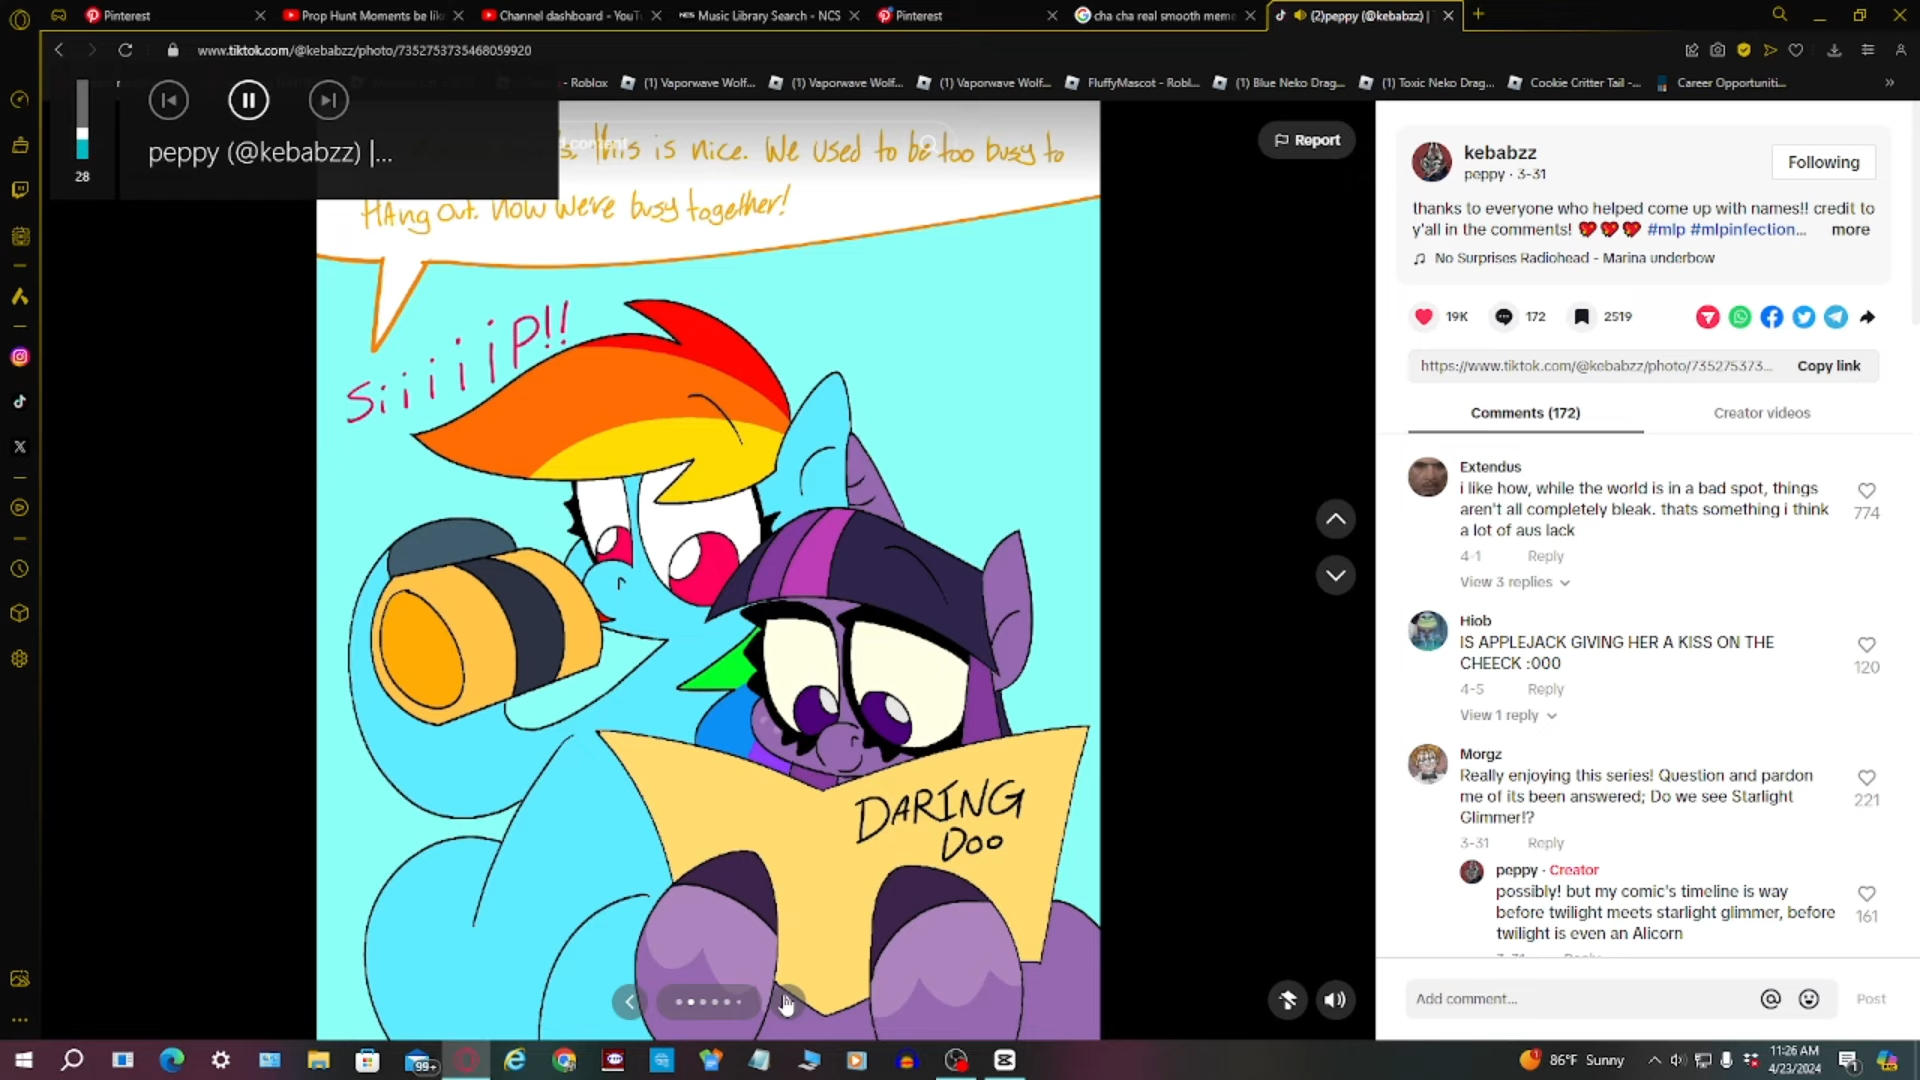 Pinterest
Prop Hunt Moments be lik
Channel dashboard - YouTu
NCS Music Library Search - NCS
Pinterest
cha cha real smooth meme
(2)peppy (@kebabzz) |
www.tiktok.com/@kebabzz/photo/7352753735468059920
- Roblox
(1) Vaporwave Wolf...
(1) Vaporwave Wolf...
(1) Vaporwave Wolf...
FluffyMascot - Robl...
(1) Blue Neko Drag...
(1) Toxic Neko Drag...
Cookie Critter Tail -...
Career Opportuniti...
28
peppy (@kebabzz) |...
This is nice. We used to be too busy to
Hang out. now we're busy together!
Siiiip!!
DARING
Doo
Report
kebabzz
peppy · 3-31
Following
thanks to everyone who helped come up with names!! credit to
y'all in the comments! 💖💖💖 #mlp #mlpinfection... more
No Surprises Radiohead - Marina underbow
19K
172
2519
https://www.tiktok.com/@kebabzz/photo/735275373...
Copy link
Comments (172)
Creator videos
Extendus
i like how, while the world is in a bad spot, things
aren't all completely bleak. thats something i think
a lot of aus lack
774
4-1 Reply
View 3 replies
Hiob
IS APPLEJACK GIVING HER A KISS ON THE
CHEECK :000
120
4-5 Reply
View 1 reply
Morgz
Really enjoying this series! Question and pardon
me of its been answered; Do we see Starlight
Glimmer!?
221
3-31 Reply
peppy · Creator
possibly! but my comic's timeline is way
before twilight meets starlight glimmer, before
twilight is even an Alicorn
161
Add comment...
Post
99+
86°F Sunny
11:26 AM
4/23/2024